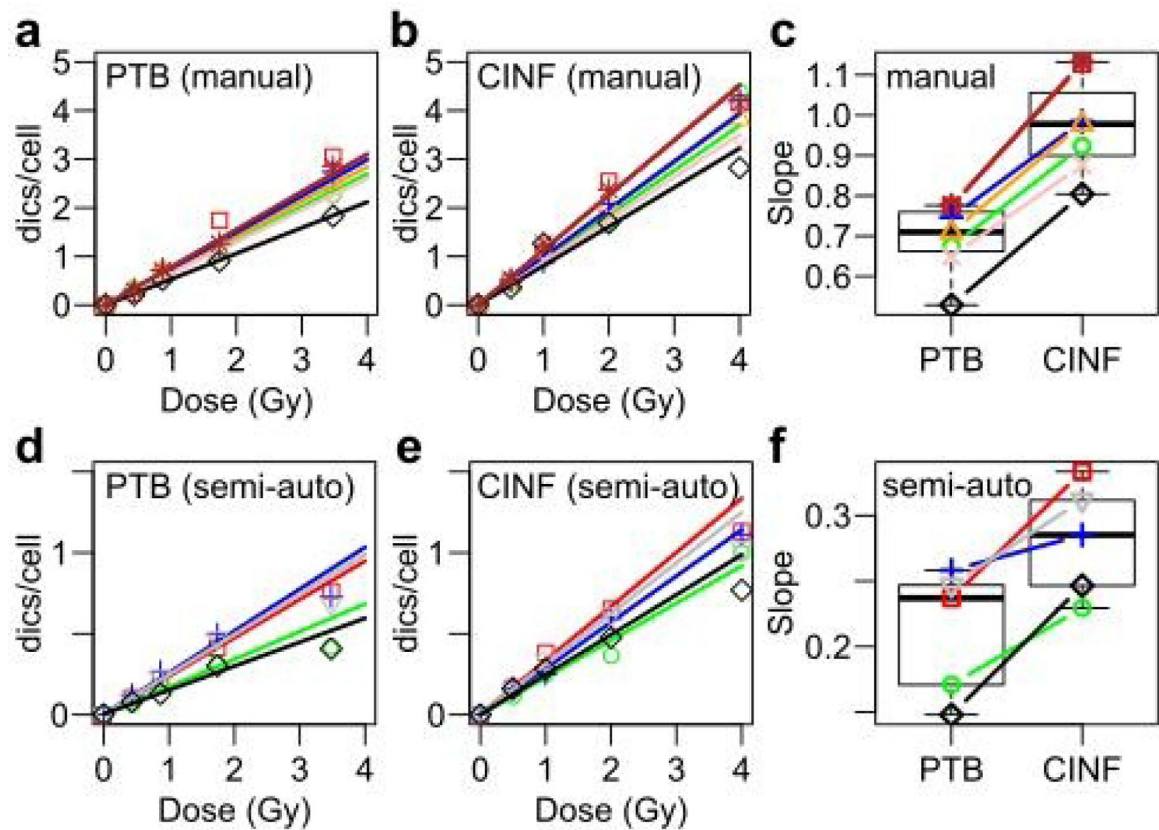 a
PTB (manual)
dics/cell
5
4
3
2
1
0
0 1 2 3 4
Dose (Gy)
b
CINF (manual)
dics/cell
5
4
3
2
1
0
0 1 2 3 4
Dose (Gy)
c
manual
Slope
1.1
1.0
0.9
0.8
0.7
0.6
PTB CINF
d
PTB (semi-auto)
dics/cell
1
0
0 1 2 3 4
Dose (Gy)
e
CINF (semi-auto)
dics/cell
1
0
0 1 2 3 4
Dose (Gy)
f
semi-auto
Slope
0.3
0.2
PTB CINF